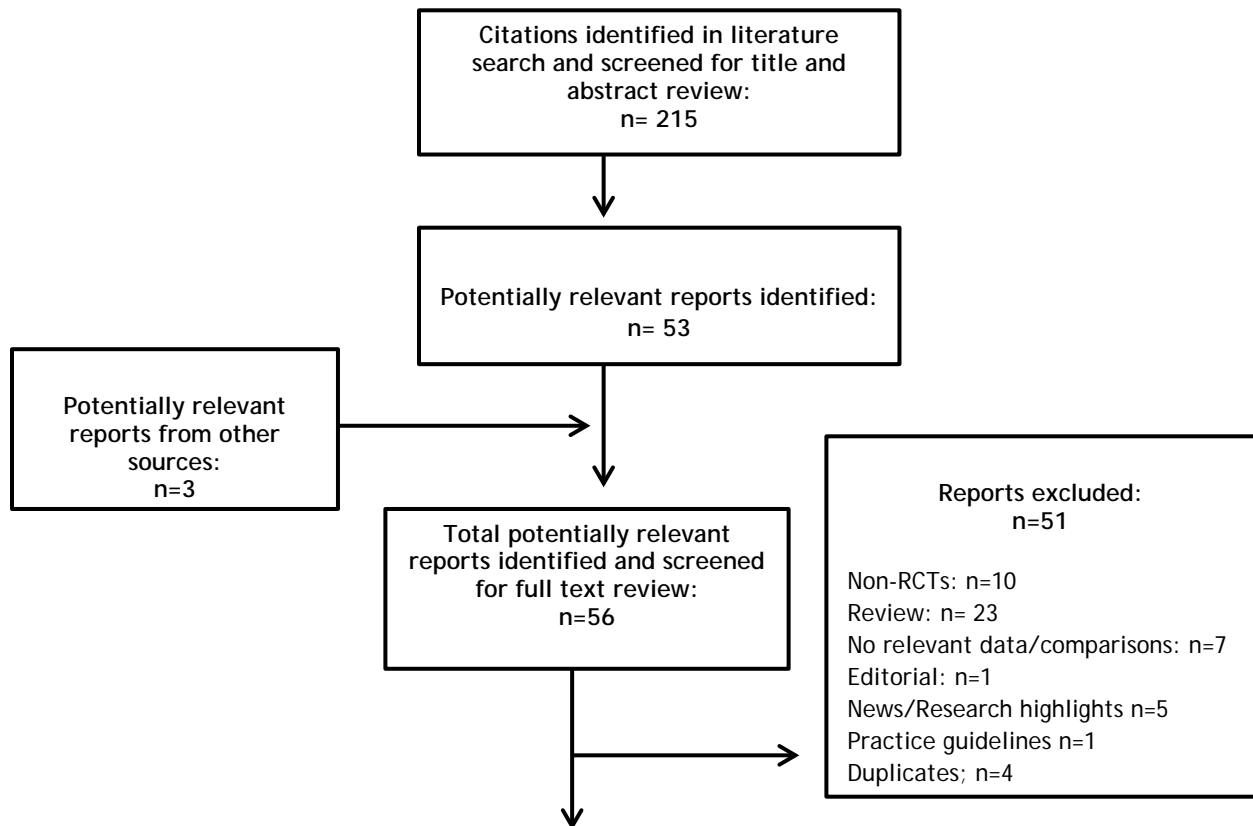 Citations identified in literature
search and screened for title and
abstract review:
n= 215
Potentially relevant reports identified:
n= 53
Potentially relevant
reports from other
sources:
n=3
Total potentially relevant
reports identified and screened
for full text review:
n=56
Reports excluded:
n=51
Non-RCTs: n=10
Review: n= 23
No relevant data/comparisons: n=7
Editorial: n=1
News/Research highlights n=5
Practice guidelines n=1
Duplicates; n=4